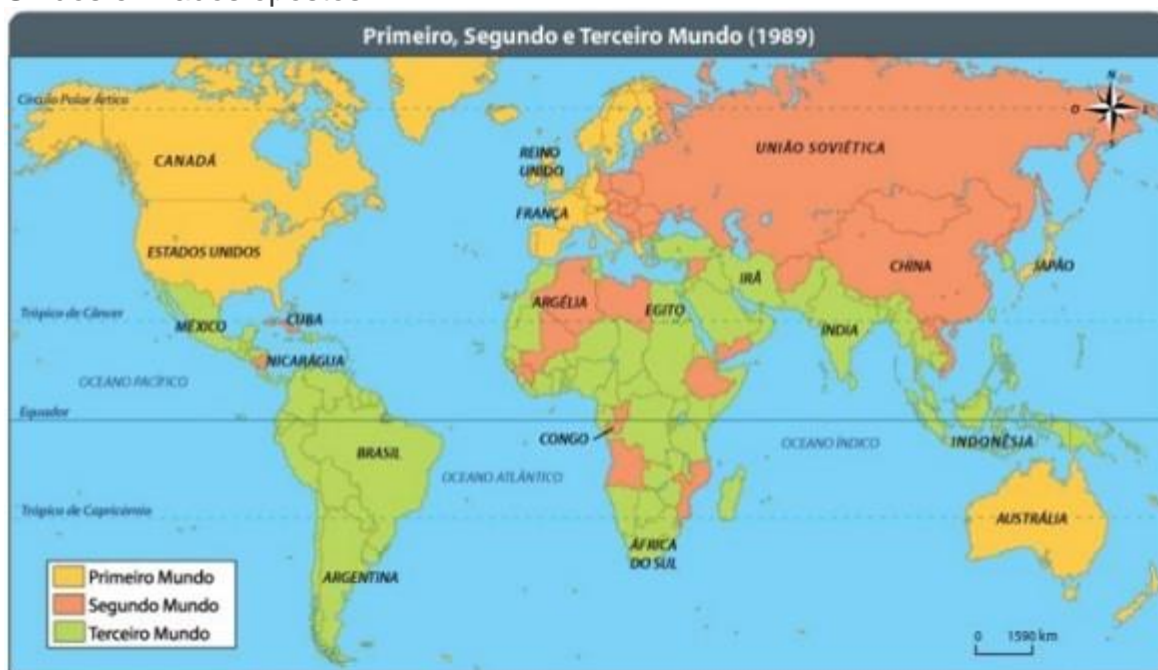 Primeiro, Segundo e Terceiro Mundo (1989)
Círculo Polar Ártico
N
O
L
S
CANADÁ
REINO
UNIDO
UNIÃO SOVIÉTICA
FRANÇA
ESTADOS UNIDOS
CHINA
JAPÃO
IRÃ
ARGÉLIA
EGITO
Trópico de Câncer
MÉXICO
CUBA
ÍNDIA
NICARÁGUA
OCEANO PACÍFICO
Equador
CONGO
OCEANO ÍNDICO
INDONÉSIA
BRASIL
OCEANO ATLÂNTICO
Trópico de Capricórnio
AUSTRÁLIA
ÁFRICA
DO SUL
ARGENTINA
Primeiro Mundo
Segundo Mundo
Terceiro Mundo
0 1590 km